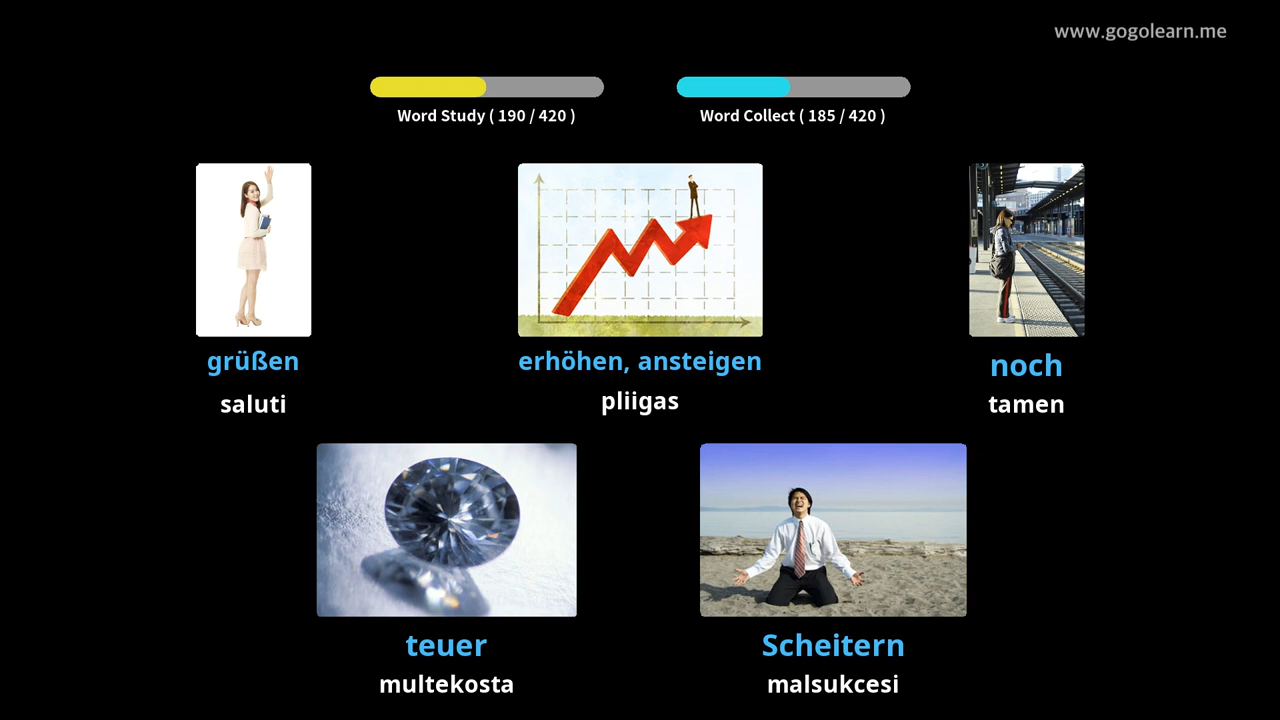 www.gogolearn.me
Word Study ( 190 / 420 )
Word Collect ( 185 / 420 )
grüßen
saluti
erhöhen, ansteigen
pliigas
noch
tamen
teuer
multekosta
Scheitern
malsukcesi